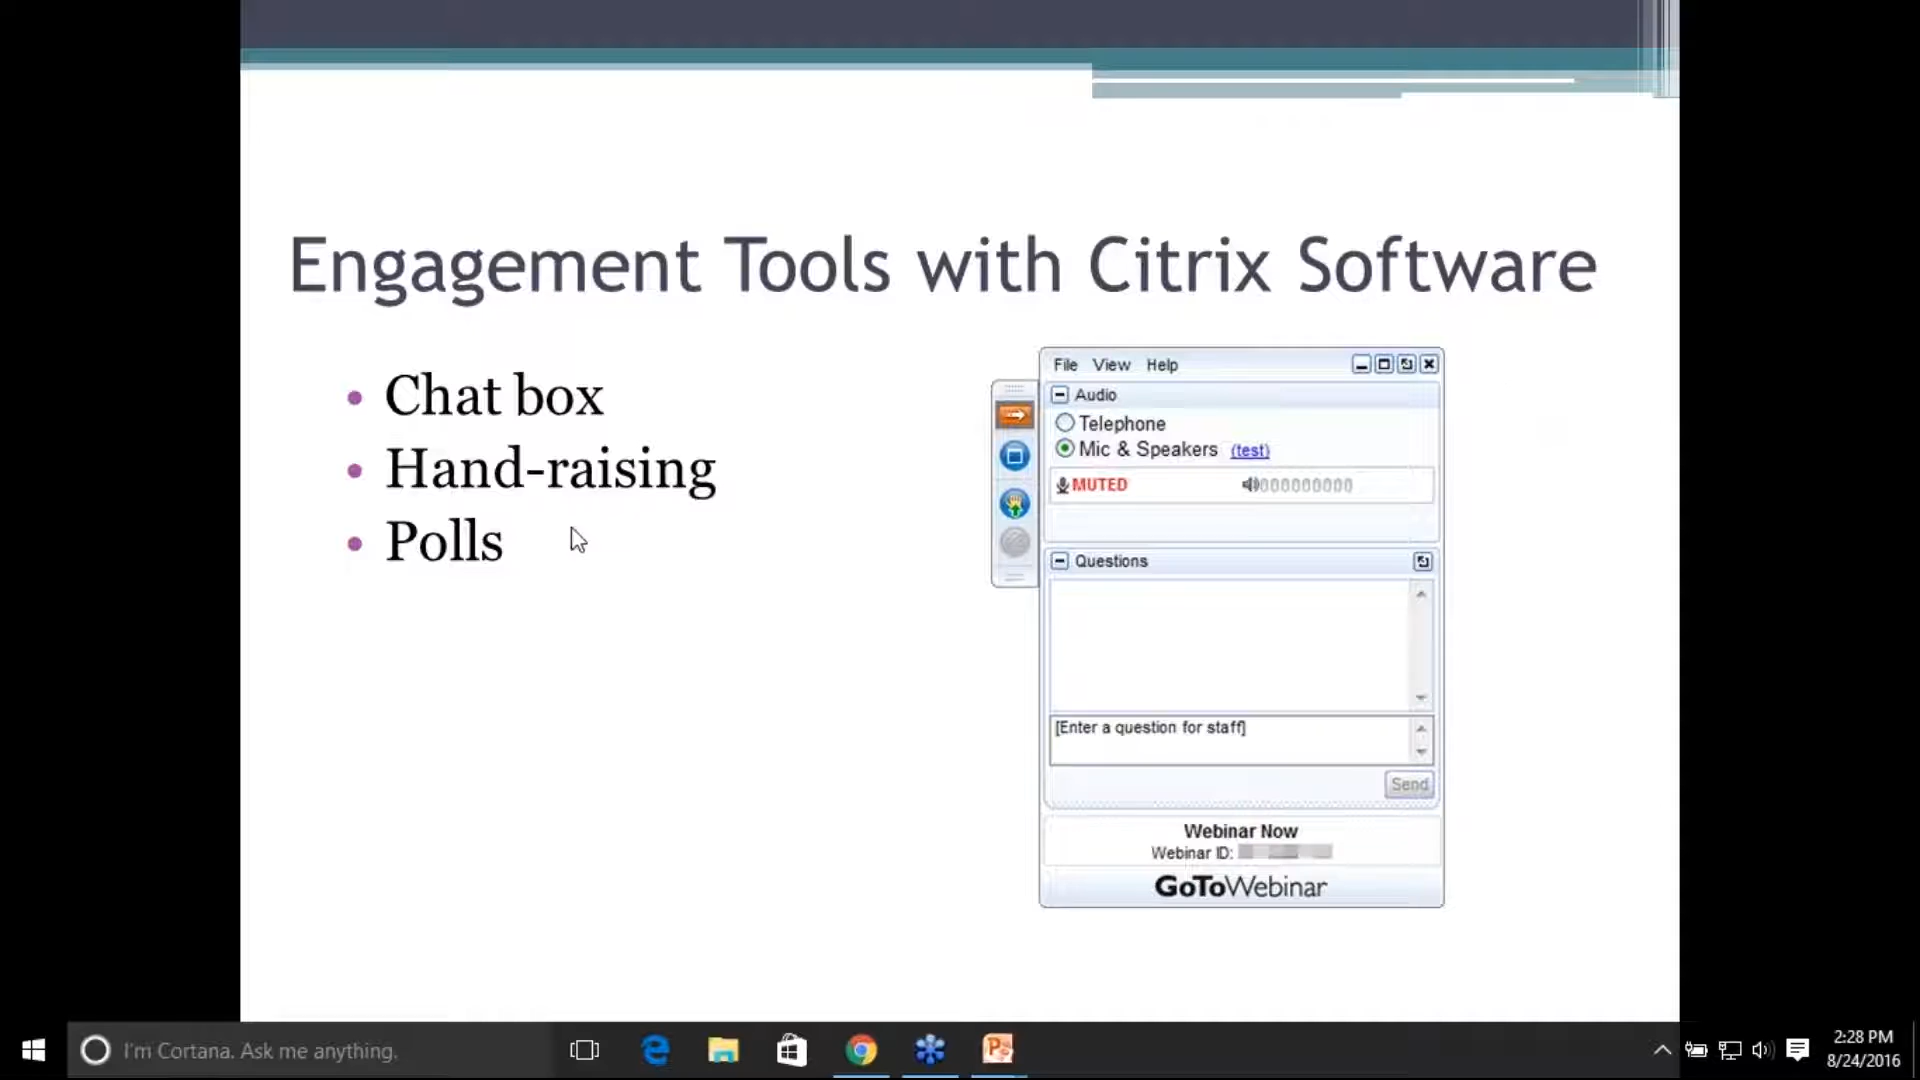 Engagement Tools with Citrix Software
• Chat box
• Hand-raising
• Polls
File View Help
Audio
Telephone
Mic & Speakers (test)
MUTED
Questions
[Enter a question for staff]
Send
Webinar Now
Webinar ID:
GoToWebinar
I'm Cortana. Ask me anything.
2:28 PM
8/24/2016